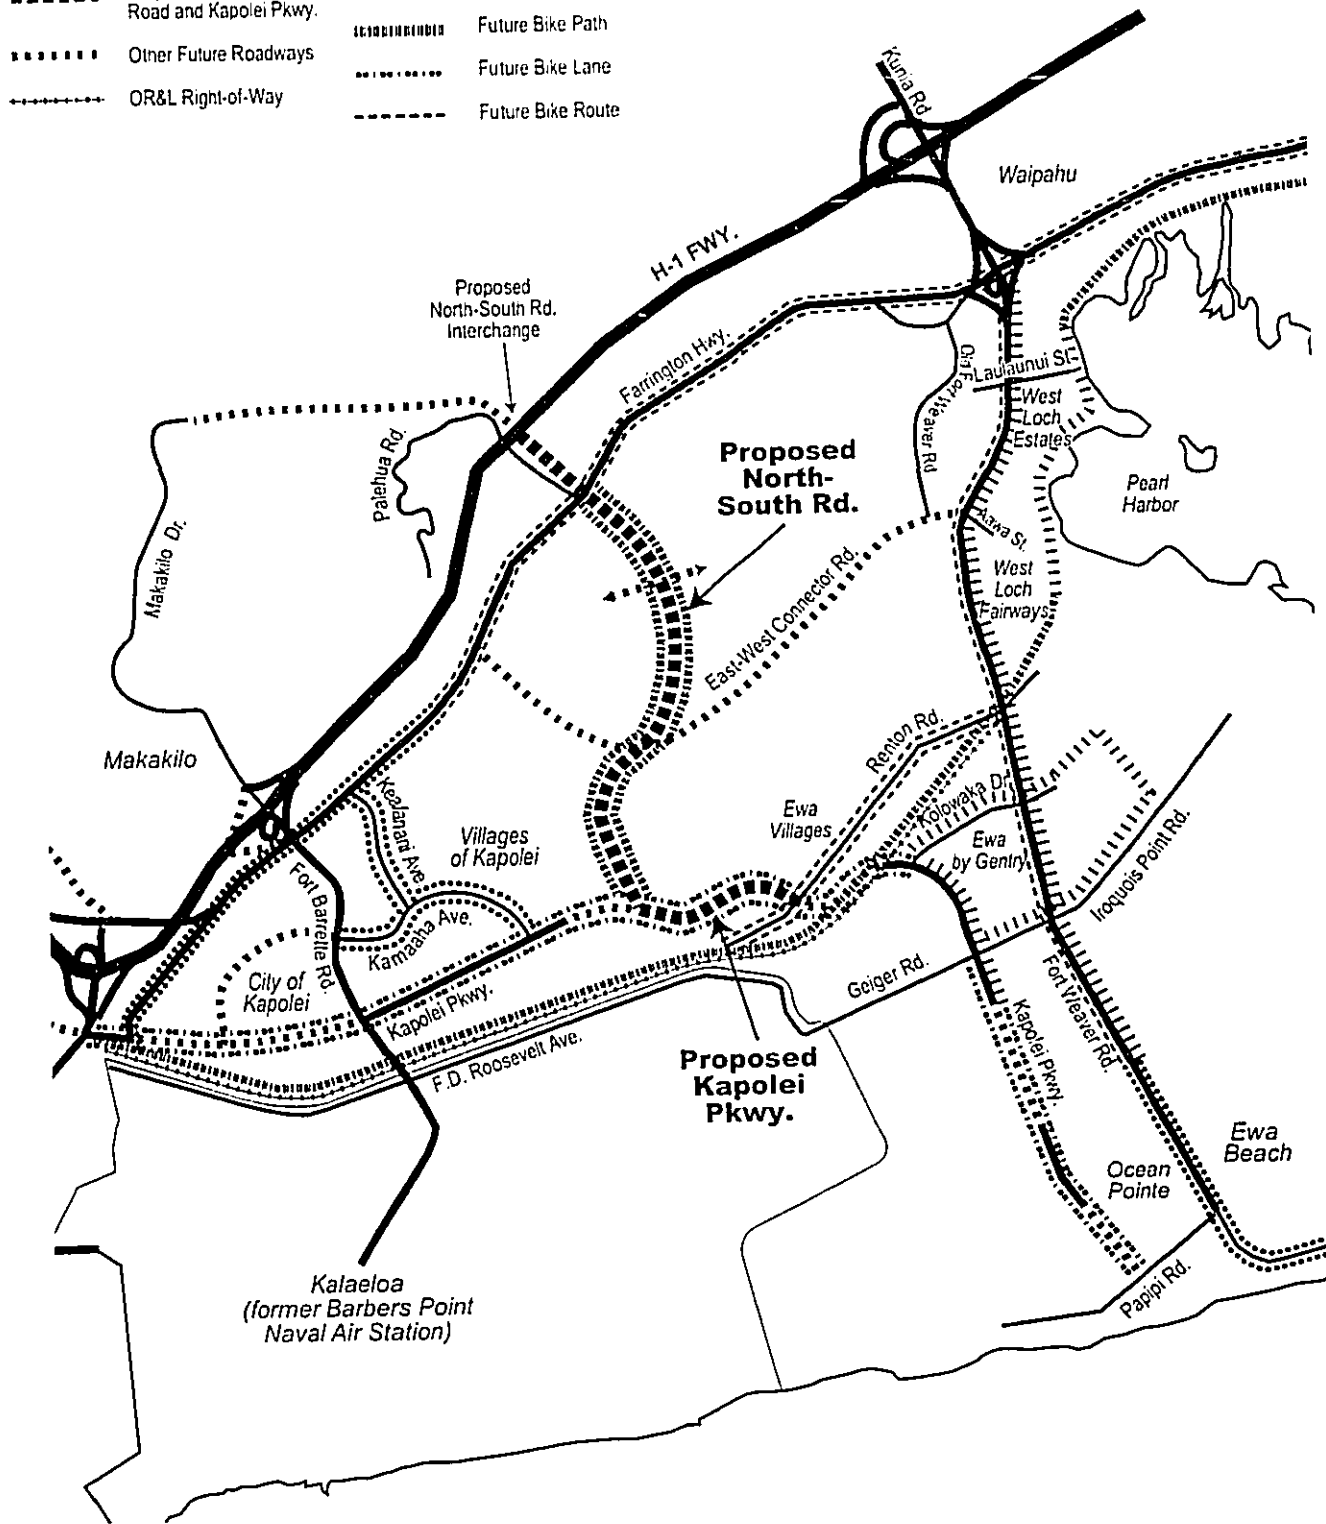 Road and Kapolei Pkwy.
Other Future Roadways
OR&L Right-of-Way
Future Bike Path
Future Bike Lane
Future Bike Route
Kunia Rd
Waipahu
H-1 FWY.
Proposed
North-South Rd.
Interchange
Farrington Hwy.
Old Fort Weaver Rd
Laulaunui St
West
Loch
Estates
Palehua Rd.
Proposed
North-
South Rd.
Pearl
Harbor
Makakilo Dr.
Aawa St.
West
Loch
Fairways
East-West Connector Rd.
Makakilo
Renton Rd.
Kealanani Ave
Villages
of Kapolei
Ewa
Villages
Kolowaka Dr
Ewa
by Gentry
Iroquois Point Rd.
Fort Barrette Rd.
Kamaaha Ave.
City of
Kapolei
Kapolei Pkwy.
Geiger Rd.
Fort Weaver Rd.
Kapolei Pkwy.
F.D. Roosevelt Ave.
Proposed
Kapolei
Pkwy.
Ewa
Beach
Ocean
Pointe
Papipi Rd.
Kalaeloa
(former Barbers Point
Naval Air Station)